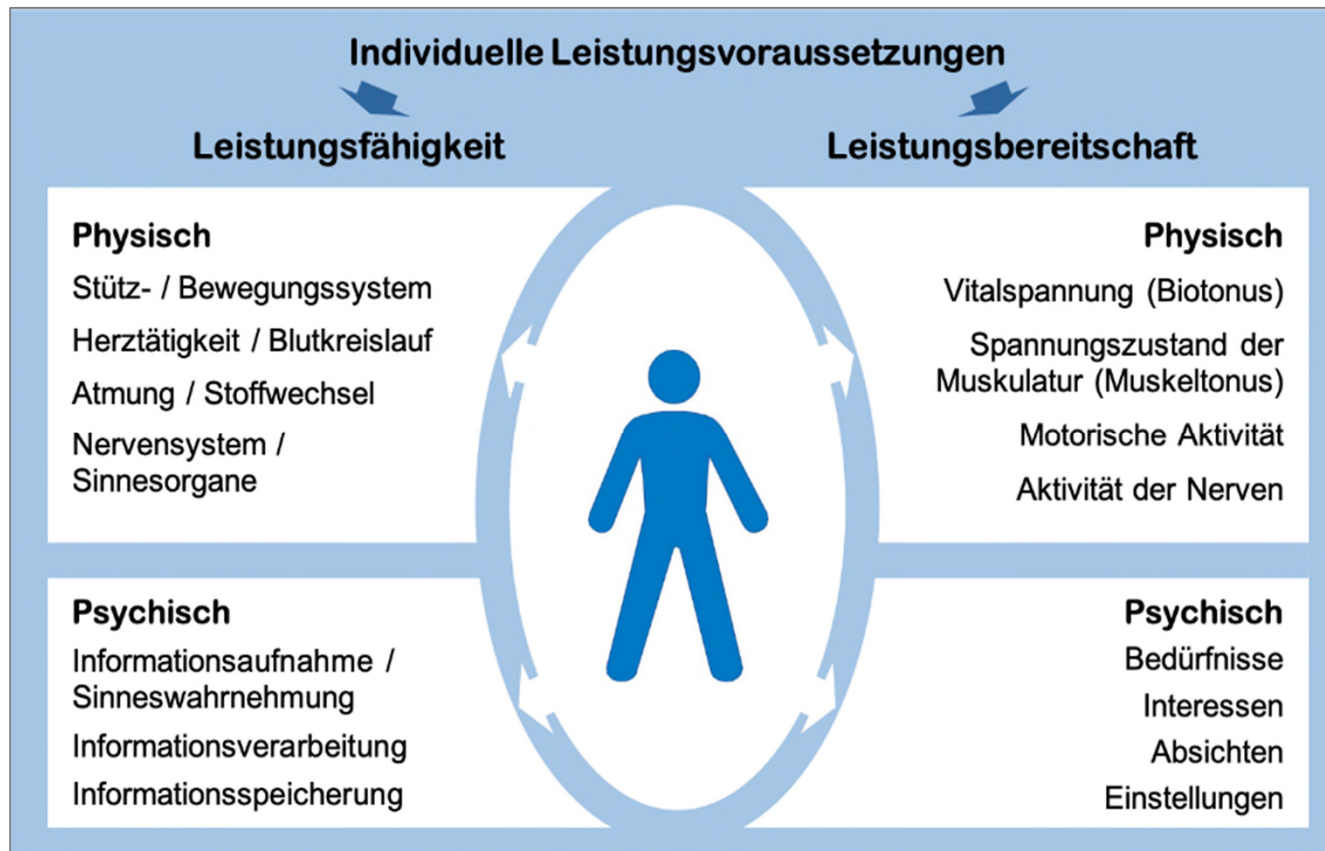 Individuelle Leistungsvoraussetzungen
Leistungsfähigkeit
Leistungsbereitschaft
Physisch
Stütz- / Bewegungssystem
Herztätigkeit / Blutkreislauf
Atmung / Stoffwechsel
Nervensystem /
Sinnesorgane
Physisch
Vitalspannung (Biotonus)
Spannungszustand der
Muskulatur (Muskeltonus)
Motorische Aktivität
Aktivität der Nerven
Psychisch
Informationsaufnahme /
Sinneswahrnehmung
Informationsverarbeitung
Informationsspeicherung
Psychisch
Bedürfnisse
Interessen
Absichten
Einstellungen